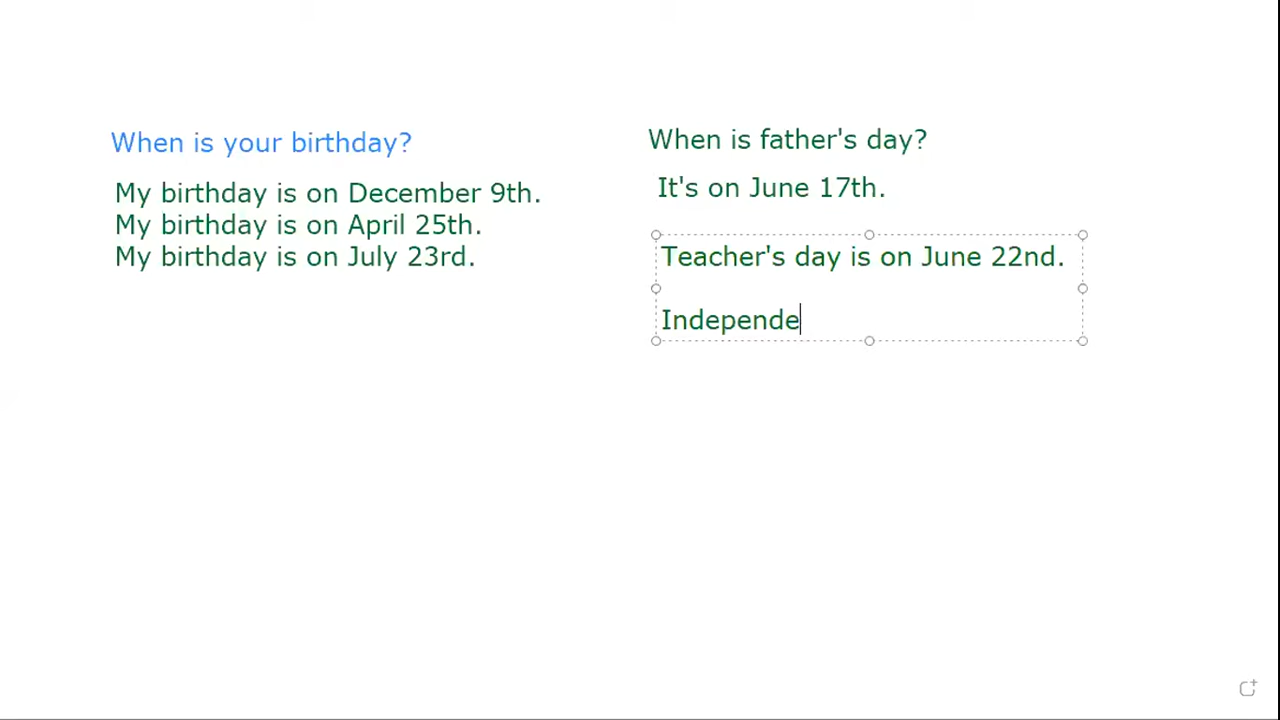 When is your birthday?
My birthday is on December 9th.
My birthday is on April 25th.
My birthday is on July 23rd.
When is father's day?
It's on June 17th.
Teacher's day is on June 22nd.
Independe